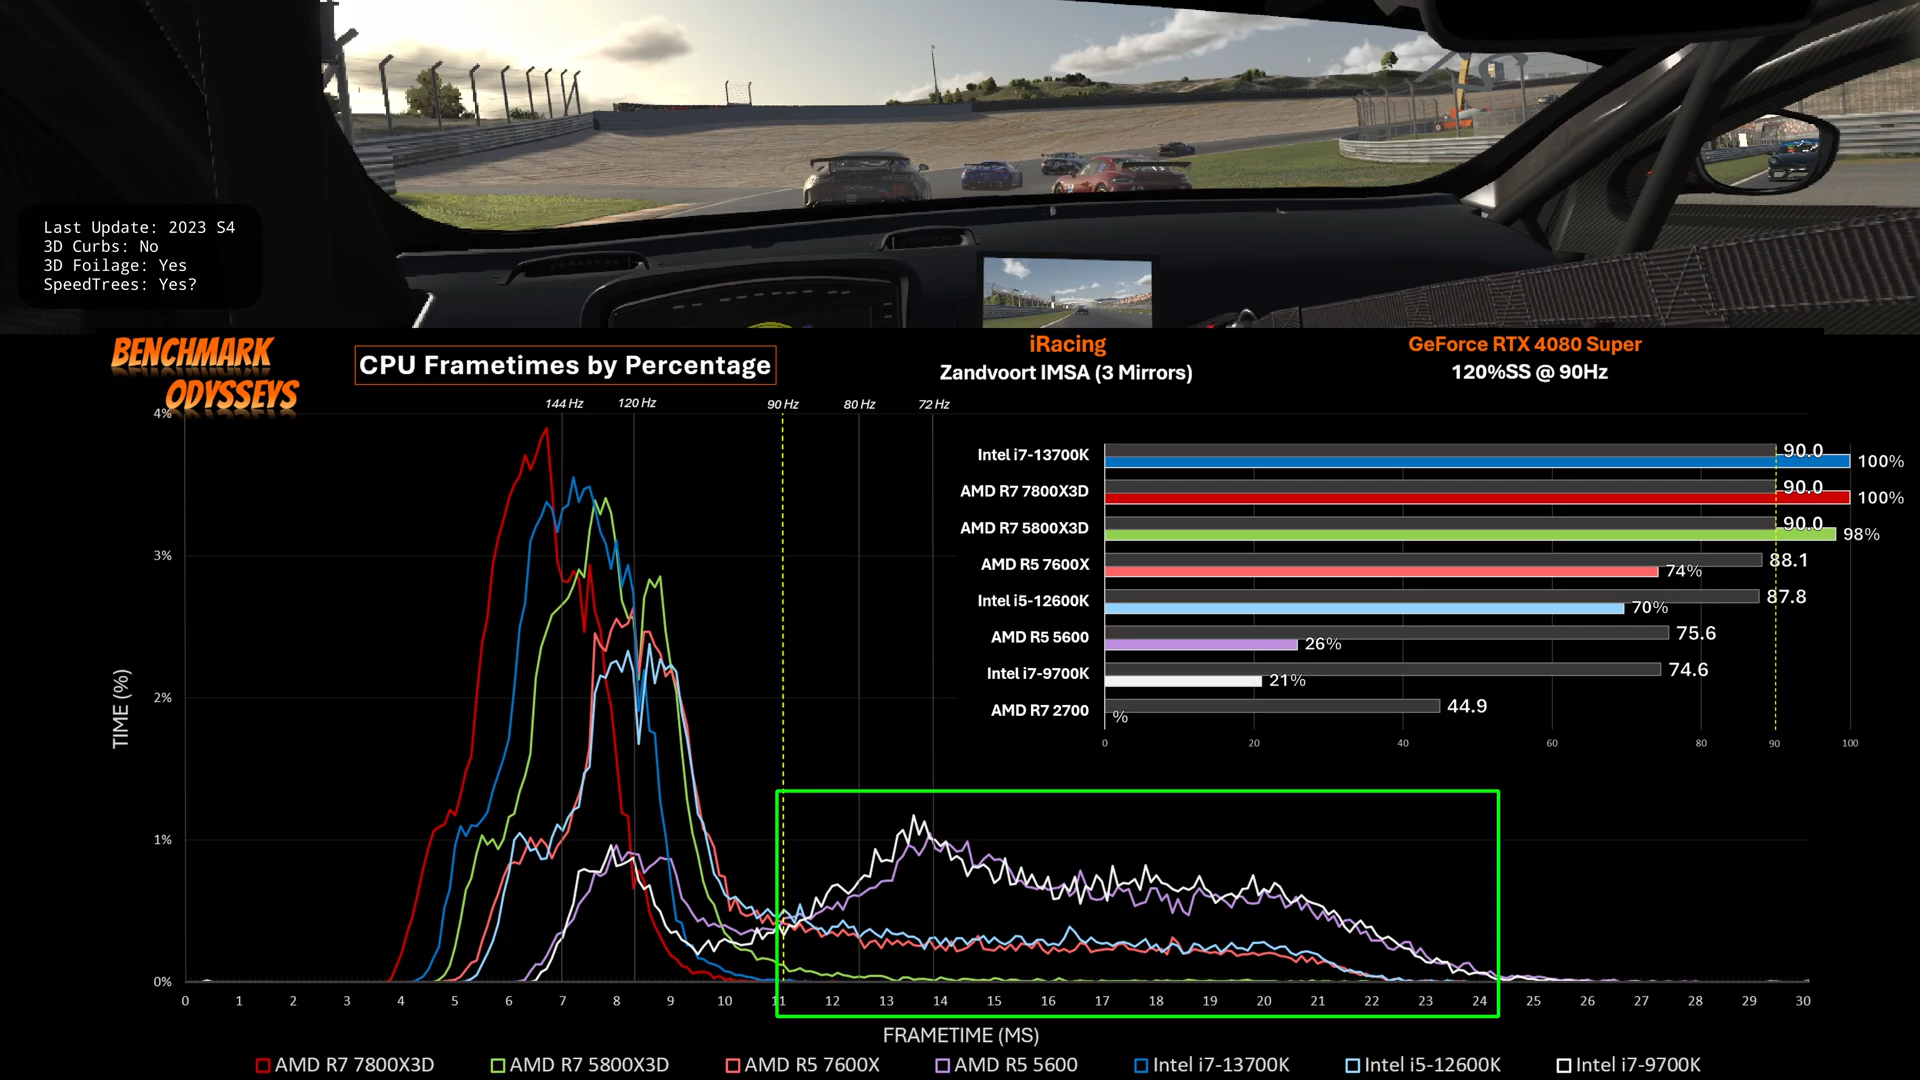 Last Update: 2023 S4
3D Curbs: No
3D Foilage: Yes
SpeedTrees: Yes?
BENCHMARK
ODYSSEYS
CPU Frametimes by Percentage
iRacing
Zandvoort IMSA (3 Mirrors)
GeForce RTX 4080 Super
120%SS @ 90Hz
144 Hz
120 Hz
90 Hz
80 Hz
72 Hz
4%
3%
2%
1%
0%
TIME (%)
Intel i7-13700K 90.0 100%
AMD R7 7800X3D 90.0 100%
AMD R7 5800X3D 90.0 98%
AMD R5 7600X 88.1 74%
Intel i5-12600K 87.8 70%
AMD R5 5600 75.6 26%
Intel i7-9700K 74.6 21%
AMD R7 2700 44.9 %
0 20 40 60 80 90 100
0 1 2 3 4 5 6 7 8 9 10 11 12 13 14 15 16 17 18 19 20 21 22 23 24 25 26 27 28 29 30
FRAMETIME (MS)
AMD R7 7800X3D AMD R7 5800X3D AMD R5 7600X AMD R5 5600 Intel i7-13700K Intel i5-12600K Intel i7-9700K